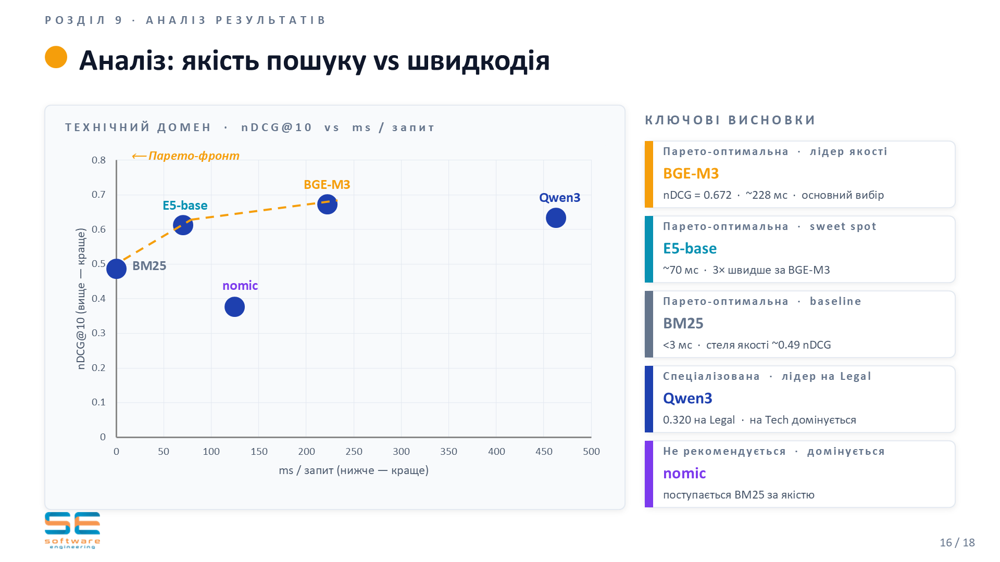 РОЗДІЛ 9 · АНАЛІЗ РЕЗУЛЬТАТІВ
Аналіз: якість пошуку vs швидкодія
ТЕХНІЧНИЙ ДОМЕН · nDCG@10 vs ms / запит
⟵ Парето-фронт
0.8
0.7
0.6
0.5
0.4
0.3
0.2
0.1
0
nDCG@10 (вище — краще)
BGE-M3
Qwen3
E5-base
BM25
nomic
0 50 100 150 200 250 300 350 400 450 500
ms / запит (нижче — краще)
КЛЮЧОВІ ВИСНОВКИ
Парето-оптимальна · лідер якості
BGE-M3
nDCG = 0.672 · ~228 мс · основний вибір
Парето-оптимальна · sweet spot
E5-base
~70 мс · 3× швидше за BGE-M3
Парето-оптимальна · baseline
BM25
<3 мс · стеля якості ~0.49 nDCG
Спеціалізована · лідер на Legal
Qwen3
0.320 на Legal · на Tech домінується
Не рекомендується · домінується
nomic
поступається BM25 за якістю
SE
software
engineering
16 / 18